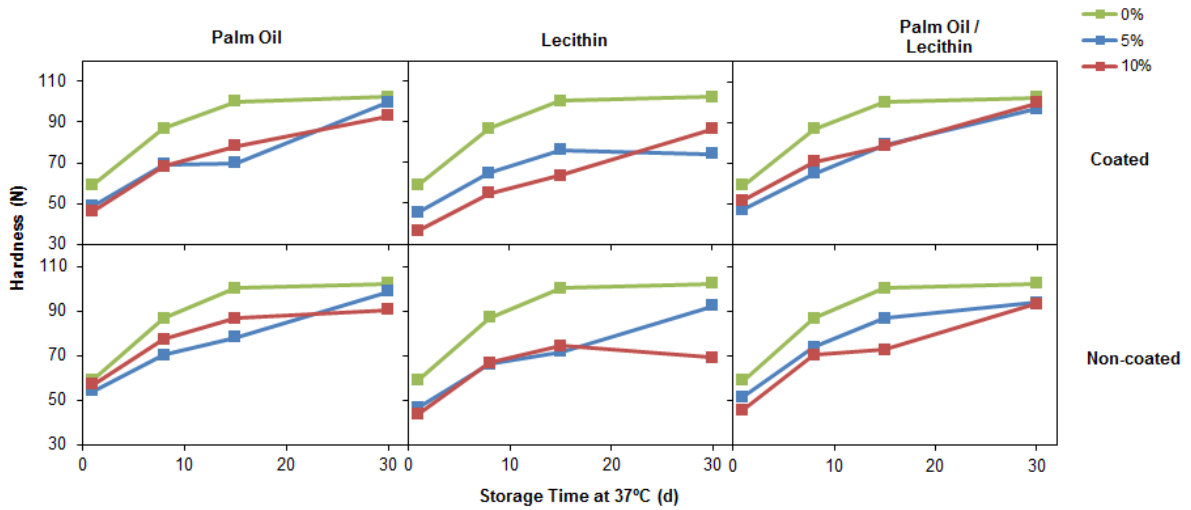 0%
5%
10%
Palm Oil
Lecithin
Palm Oil /
Lecithin
110
90
70
50
30
Coated
Hardness (N)
110
90
70
50
30
Non-coated
0 10 20 30 0 10 20 30 0 10 20 30
Storage Time at 37ºC (d)